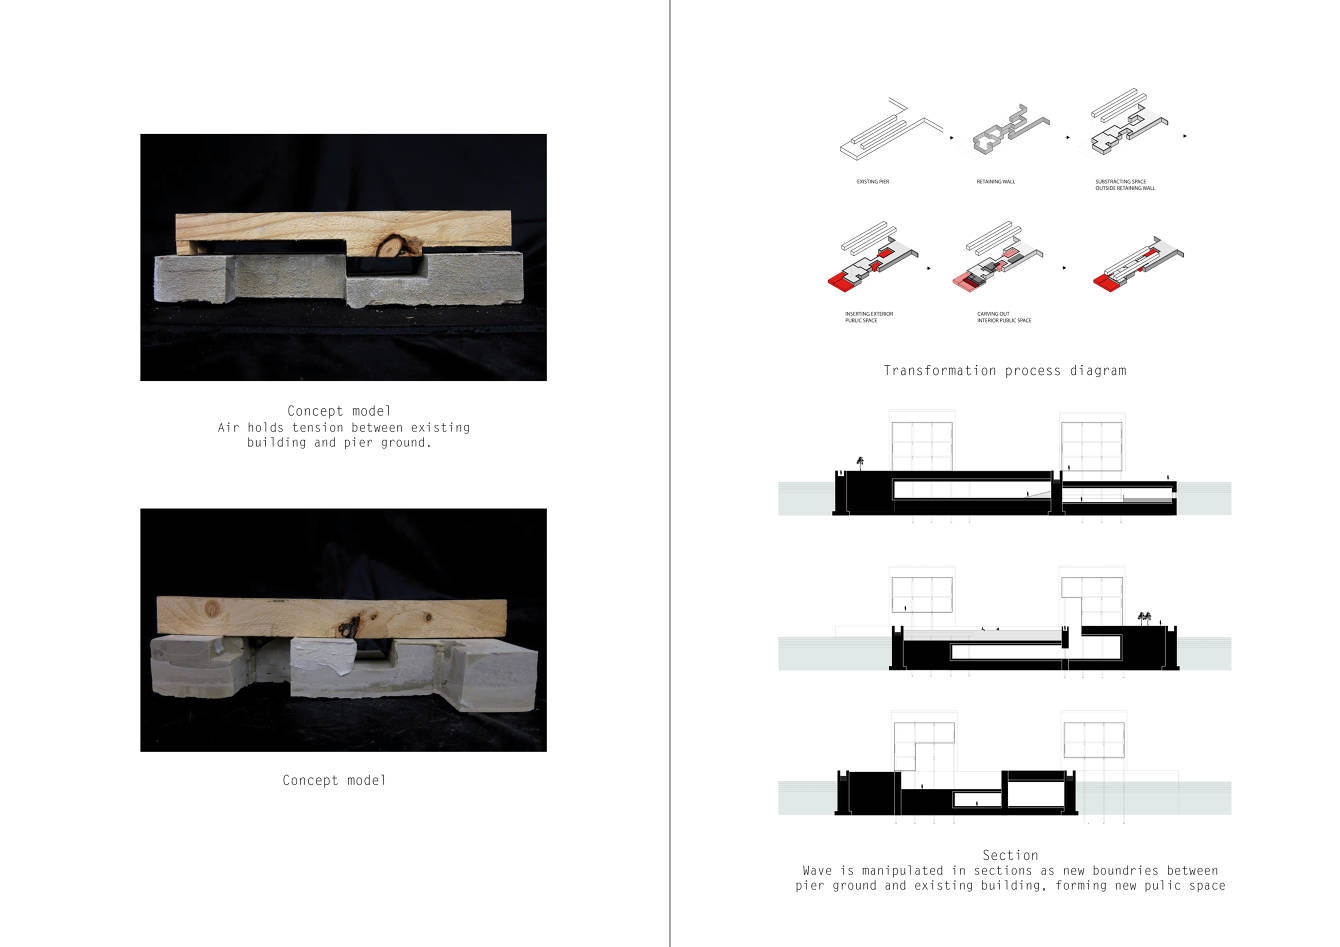 Concept model
Air holds tension between existing
building and pier ground.
Concept model
EXISTING PIER
RETAINING WALL
SUBSTRACTING SPACE
OUTSIDE RETAINING WALL
INSERTING EXTERIOR
PUBLIC SPACE
CARVING OUT
INTERIOR PUBLIC SPACE
Transformation process diagram
Section
Wave is manipulated in sections as new boundries between
pier ground and existing building, forming new pulic space